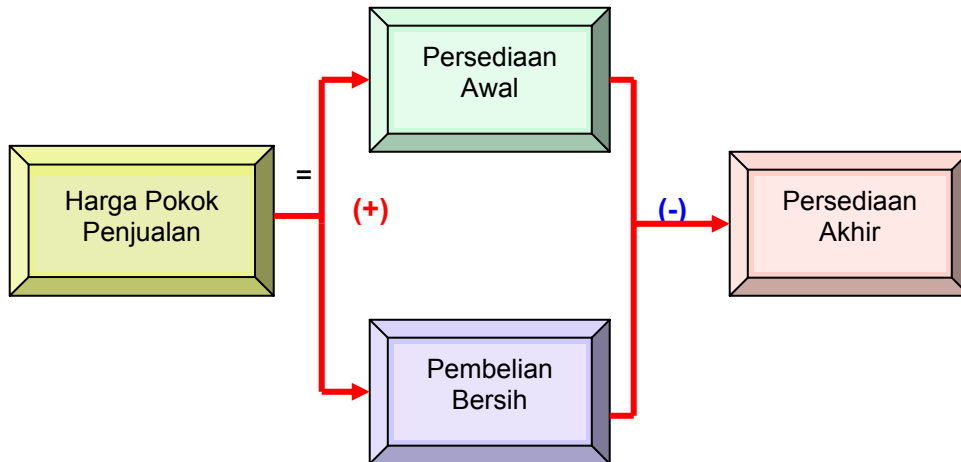 Harga Pokok
Penjualan
=
(+)
Persediaan
Awal
Pembelian
Bersih
(-)
Persediaan
Akhir